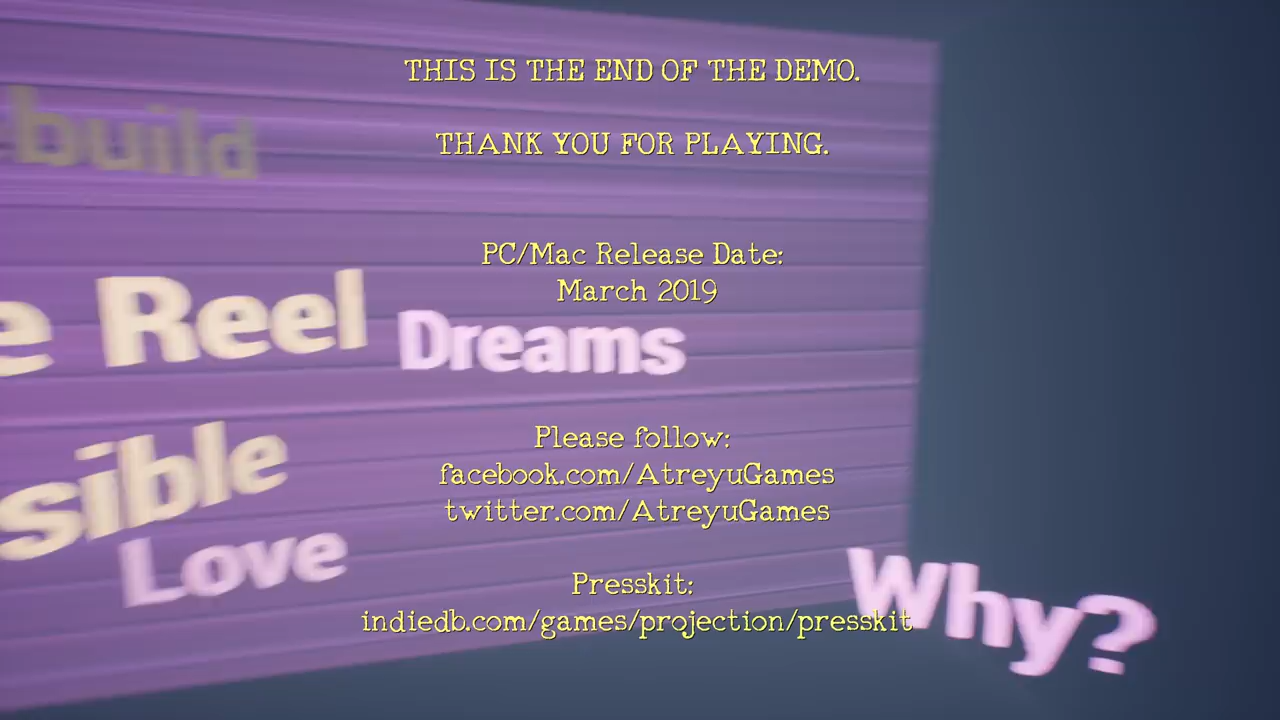 THIS IS THE END OF THE DEMO.
THANK YOU FOR PLAYING.
build
PC/Mac Release Date:
March 2019
e Reel
Dreams
Please follow:
facebook.com/AtreyuGames
twitter.com/AtreyuGames
sible
Love
Presskit:
indiedb.com/games/projection/presskit
Why?